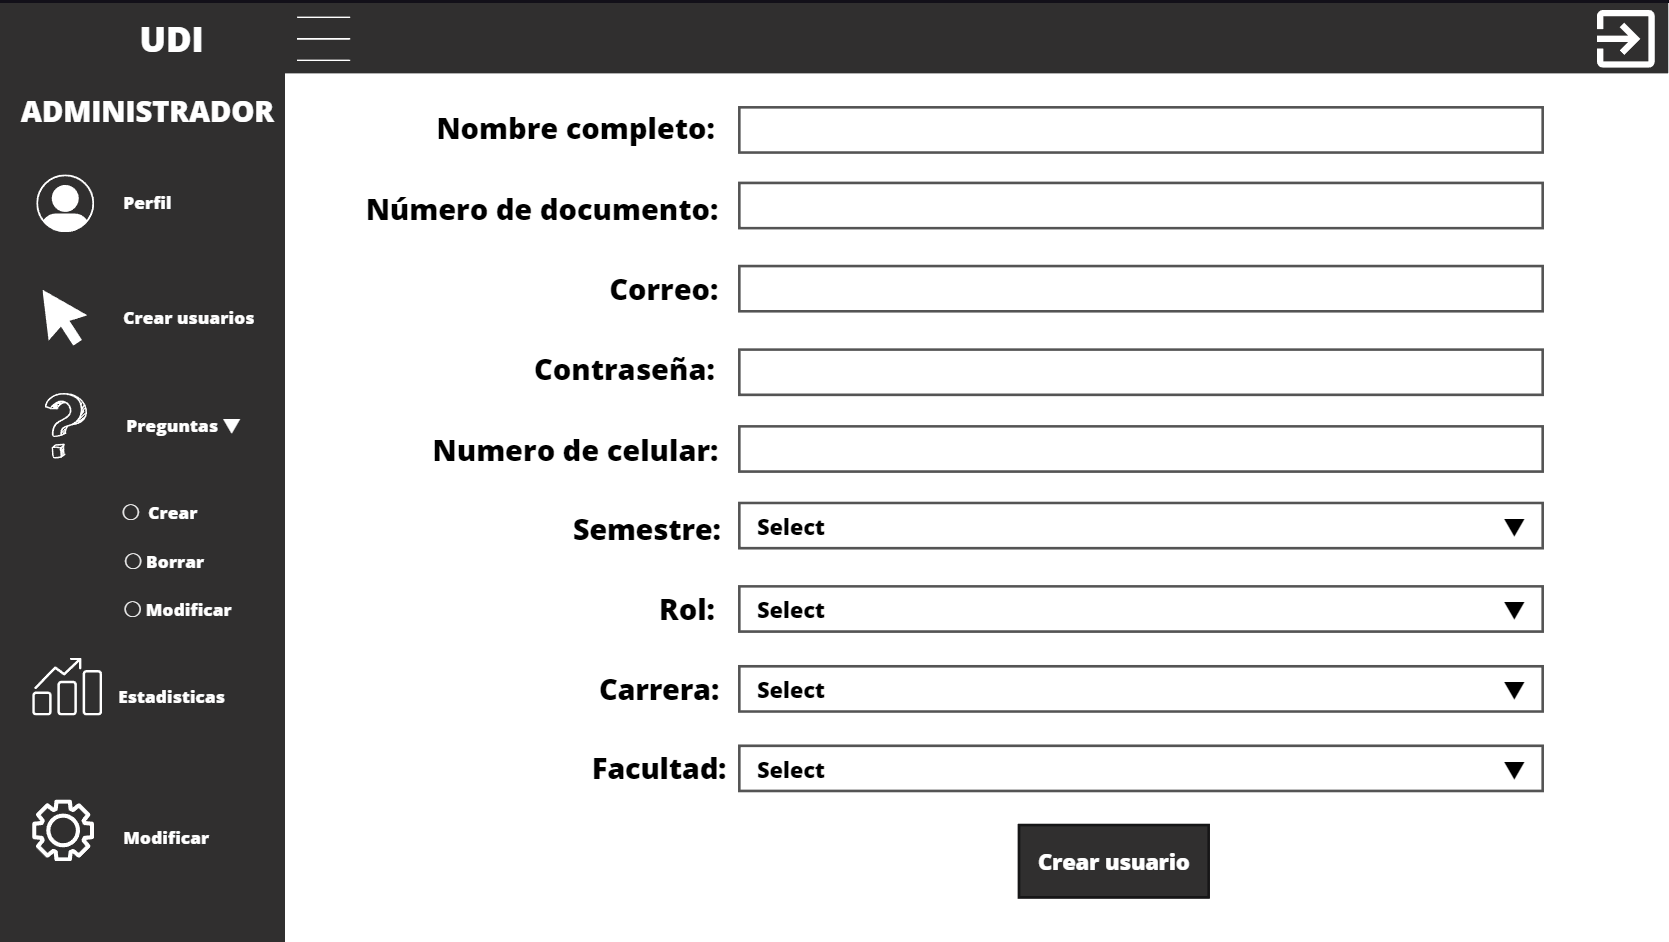 UDI
ADMINISTRADOR
Perfil
Crear usuarios
Preguntas
Crear
Borrar
Modificar
Estadisticas
Modificar
Nombre completo:
Número de documento:
Correo:
Contraseña:
Numero de celular:
Semestre: Select
Rol: Select
Carrera: Select
Facultad: Select
Crear usuario